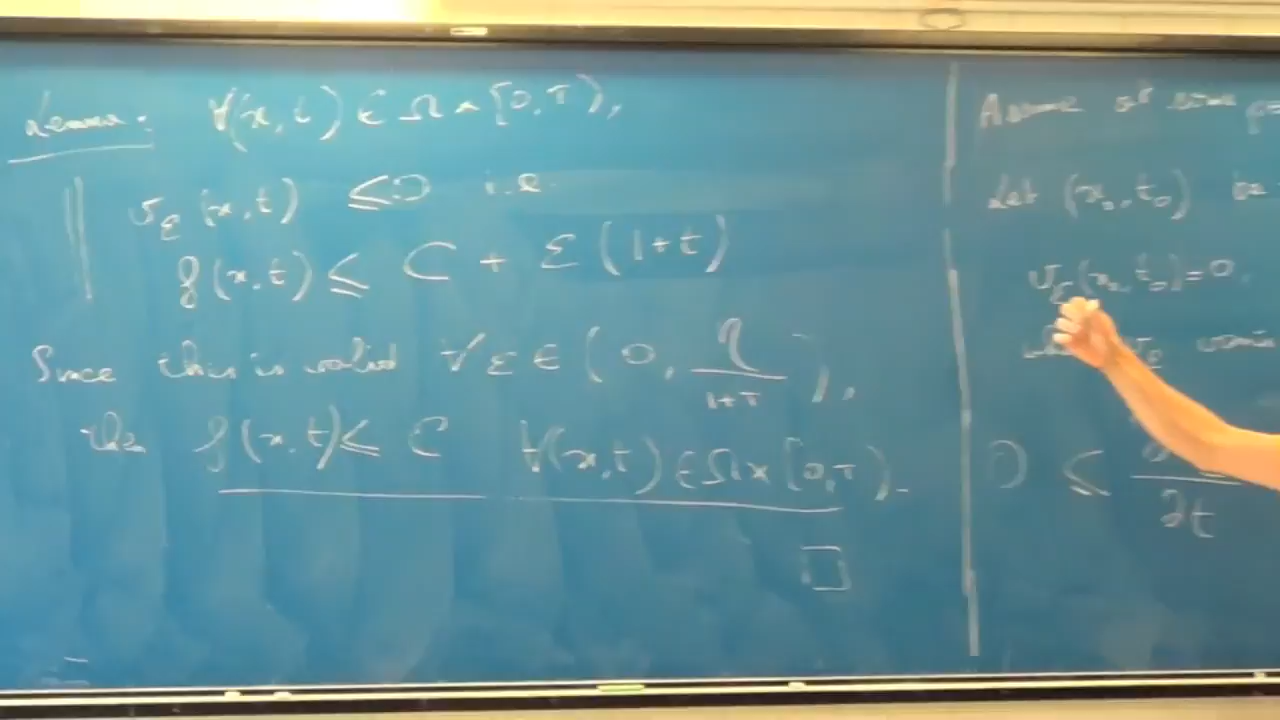 Lemma: ∀(x,t) ∈ Ω × [0,T),
v_ε(x,t) ≤ 0 i.e.
f(x,t) ≤ C + ε(1+t)
Since this is valid ∀ε ∈ (0, η/(1+T)),
then f(x,t) ≤ C ∀(x,t) ∈ Ω × [0,T).
□
Assume at some
Let (x₀,t₀) be
v_ε(x₀,t₀) = 0.
0 ≤ ∂t